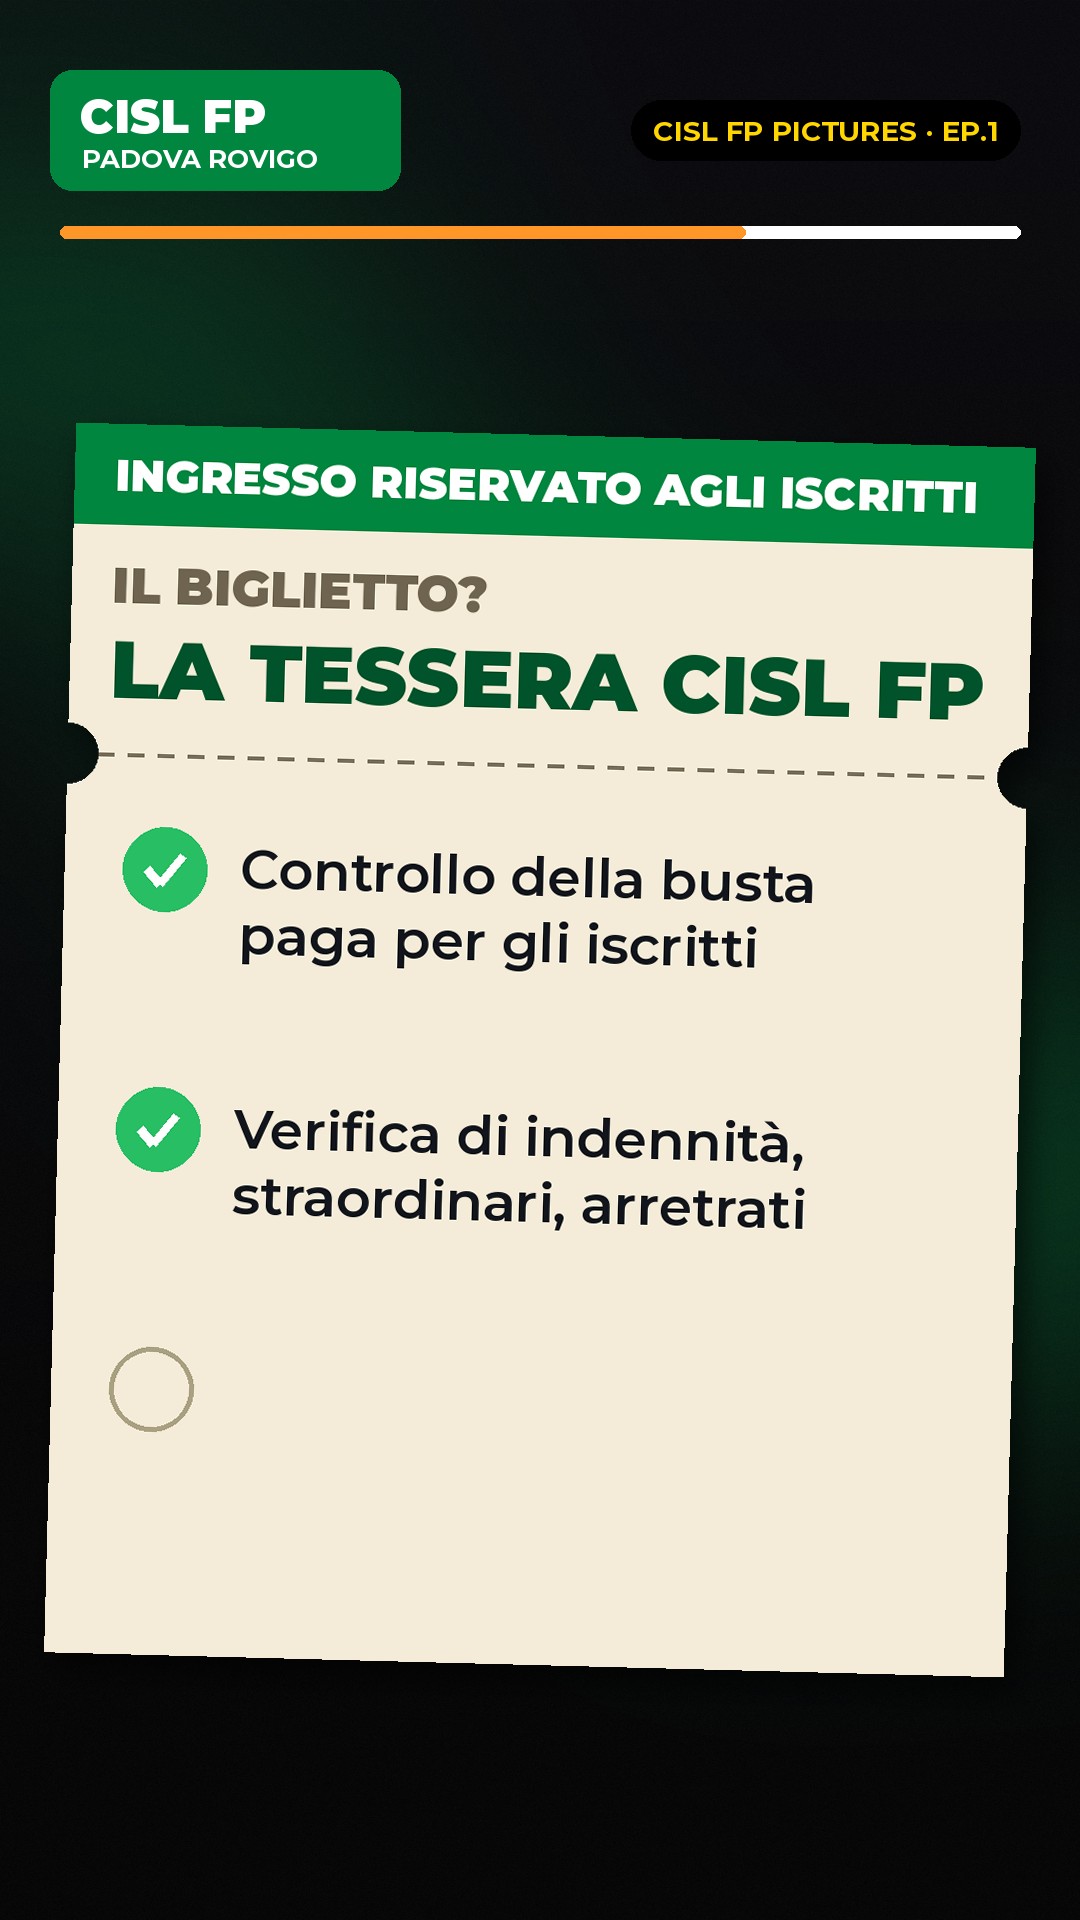 CISL FP
PADOVA ROVIGO
CISL FP PICTURES · EP.1
INGRESSO RISERVATO AGLI ISCRITTI
IL BIGLIETTO?
LA TESSERA CISL FP
Controllo della busta
paga per gli iscritti
Verifica di indennità,
straordinari, arretrati